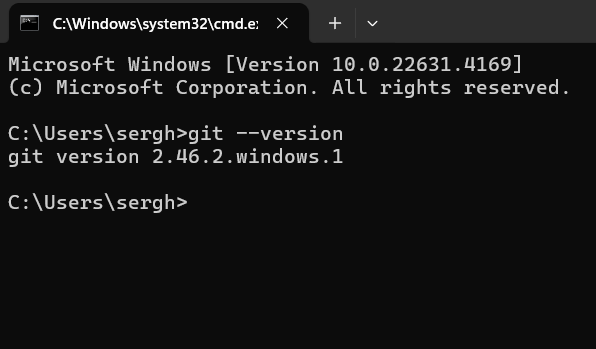 C:\Windows\system32\cmd.ex
Microsoft Windows [Version 10.0.22631.4169]
(c) Microsoft Corporation. All rights reserved.
C:\Users\sergh>git --version
git version 2.46.2.windows.1
C:\Users\sergh>